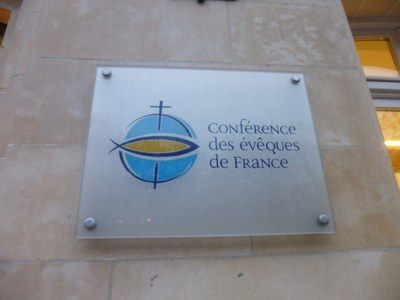 Conférence
des évêques
de France